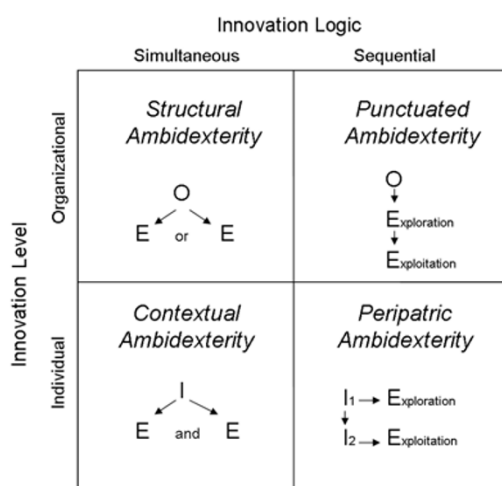 Innovation Logic
Simultaneous
Sequential
Innovation Level
Organizational
Structural
Ambidexterity
O
E or E
Punctuated
Ambidexterity
O
Exploration
Exploitation
Individual
Contextual
Ambidexterity
I
E and E
Peripatric
Ambidexterity
I1 Exploration
I2 Exploitation